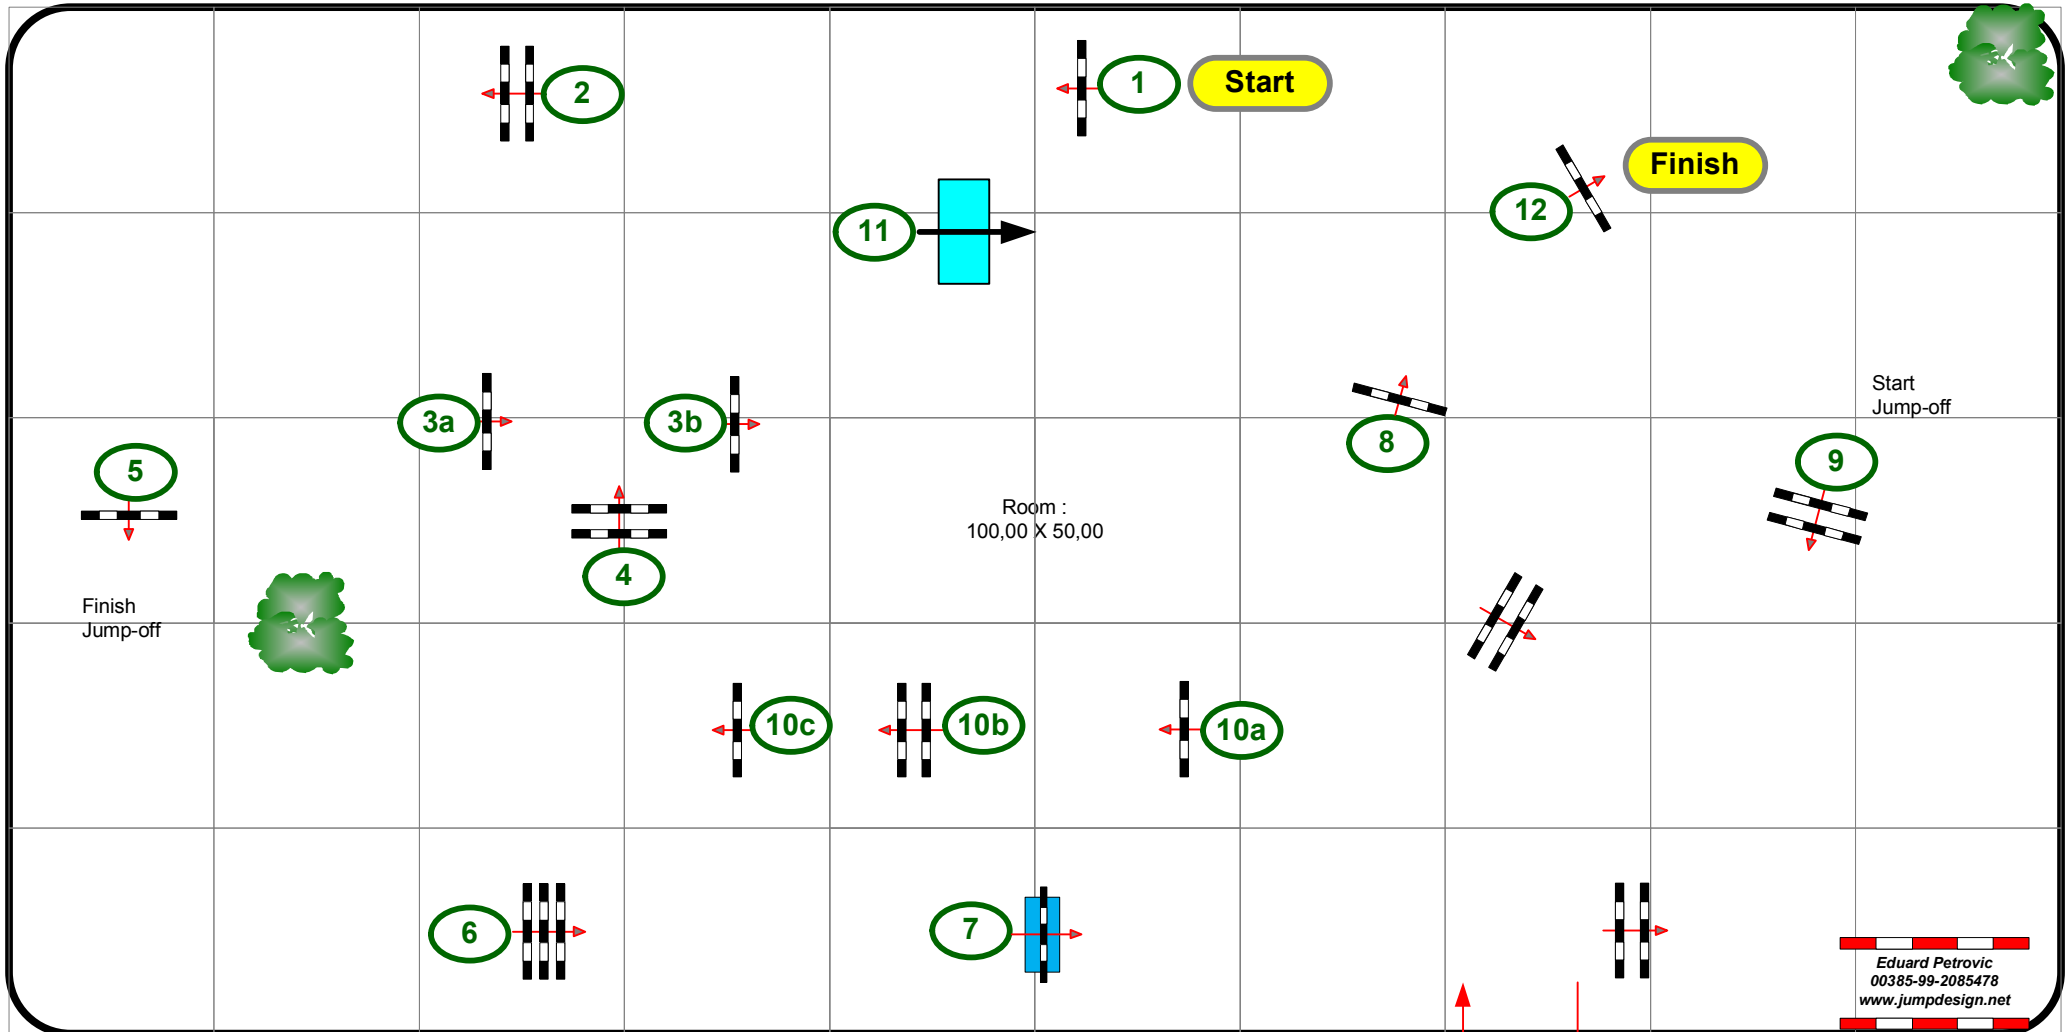 2
1
Start
Finish
12
11
3a
3b
8
Start
Jump-off
5
9
Room :
100,00 X 50,00
4
Finish
Jump-off
10c
10b
10a
6
7
Eduard Petrovic
00385-99-2085478
www.jumpdesign.net